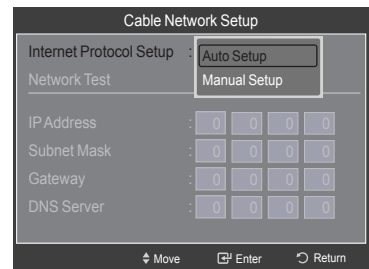 Cable Network Setup
Internet Protocol Setup : Auto Setup
Manual Setup
Network Test
IP Address : 0 0 0 0
Subnet Mask : 0 0 0 0
Gateway : 0 0 0 0
DNS Server : 0 0 0 0
Move Enter Return